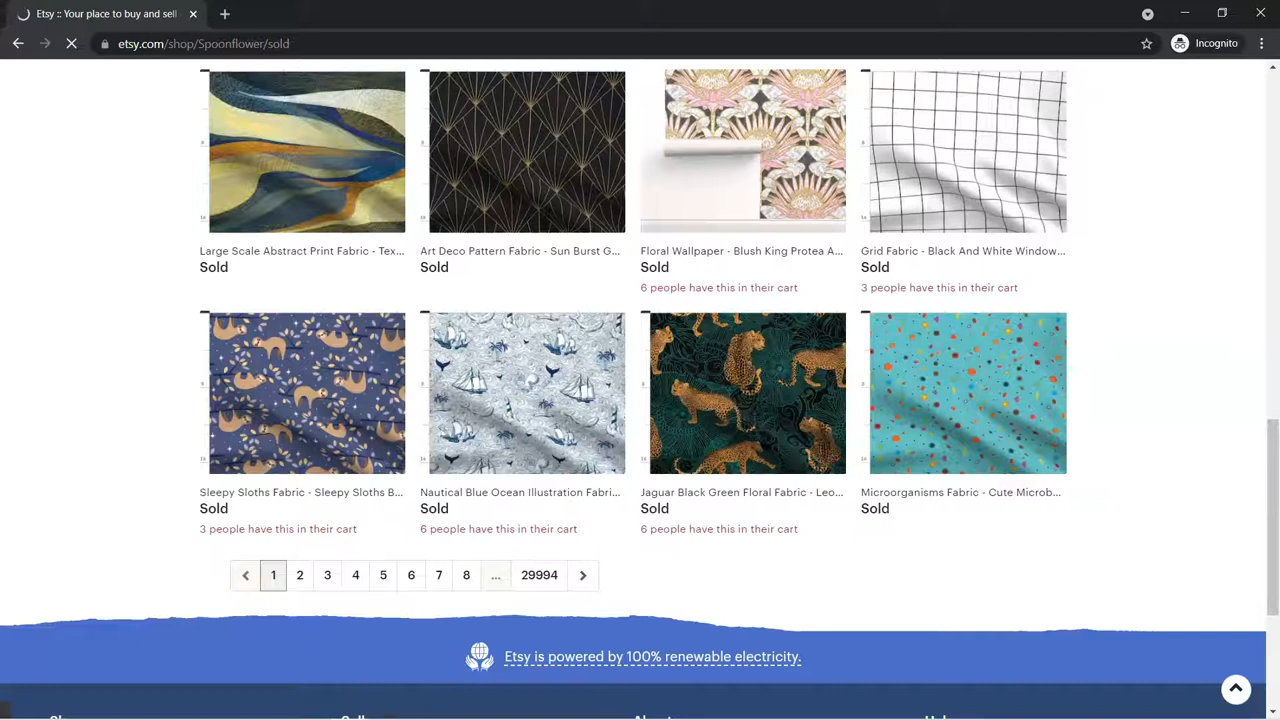 Etsy :: Your place to buy and sell
etsy.com/shop/Spoonflower/sold
Incognito
Large Scale Abstract Print Fabric - Tex...
Sold
Art Deco Pattern Fabric - Sun Burst G...
Sold
Floral Wallpaper - Blush King Protea A...
Sold
6 people have this in their cart
Grid Fabric - Black And White Window...
Sold
3 people have this in their cart
Sleepy Sloths Fabric - Sleepy Sloths B...
Sold
3 people have this in their cart
Nautical Blue Ocean Illustration Fabri...
Sold
6 people have this in their cart
Jaguar Black Green Floral Fabric - Leo...
Sold
6 people have this in their cart
Microorganisms Fabric - Cute Microb...
Sold
1 2 3 4 5 6 7 8 ... 29994
Etsy is powered by 100% renewable electricity.